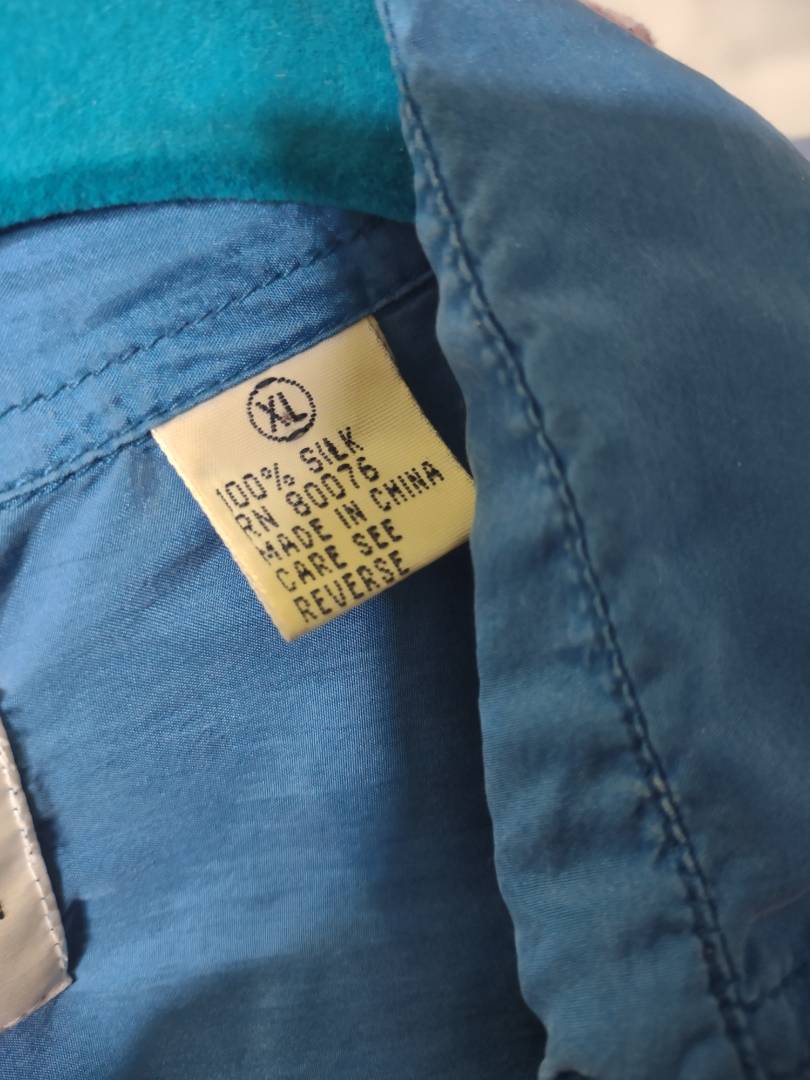 XL
100% SILK
RN 80076
MADE IN CHINA
CARE SEE
REVERSE